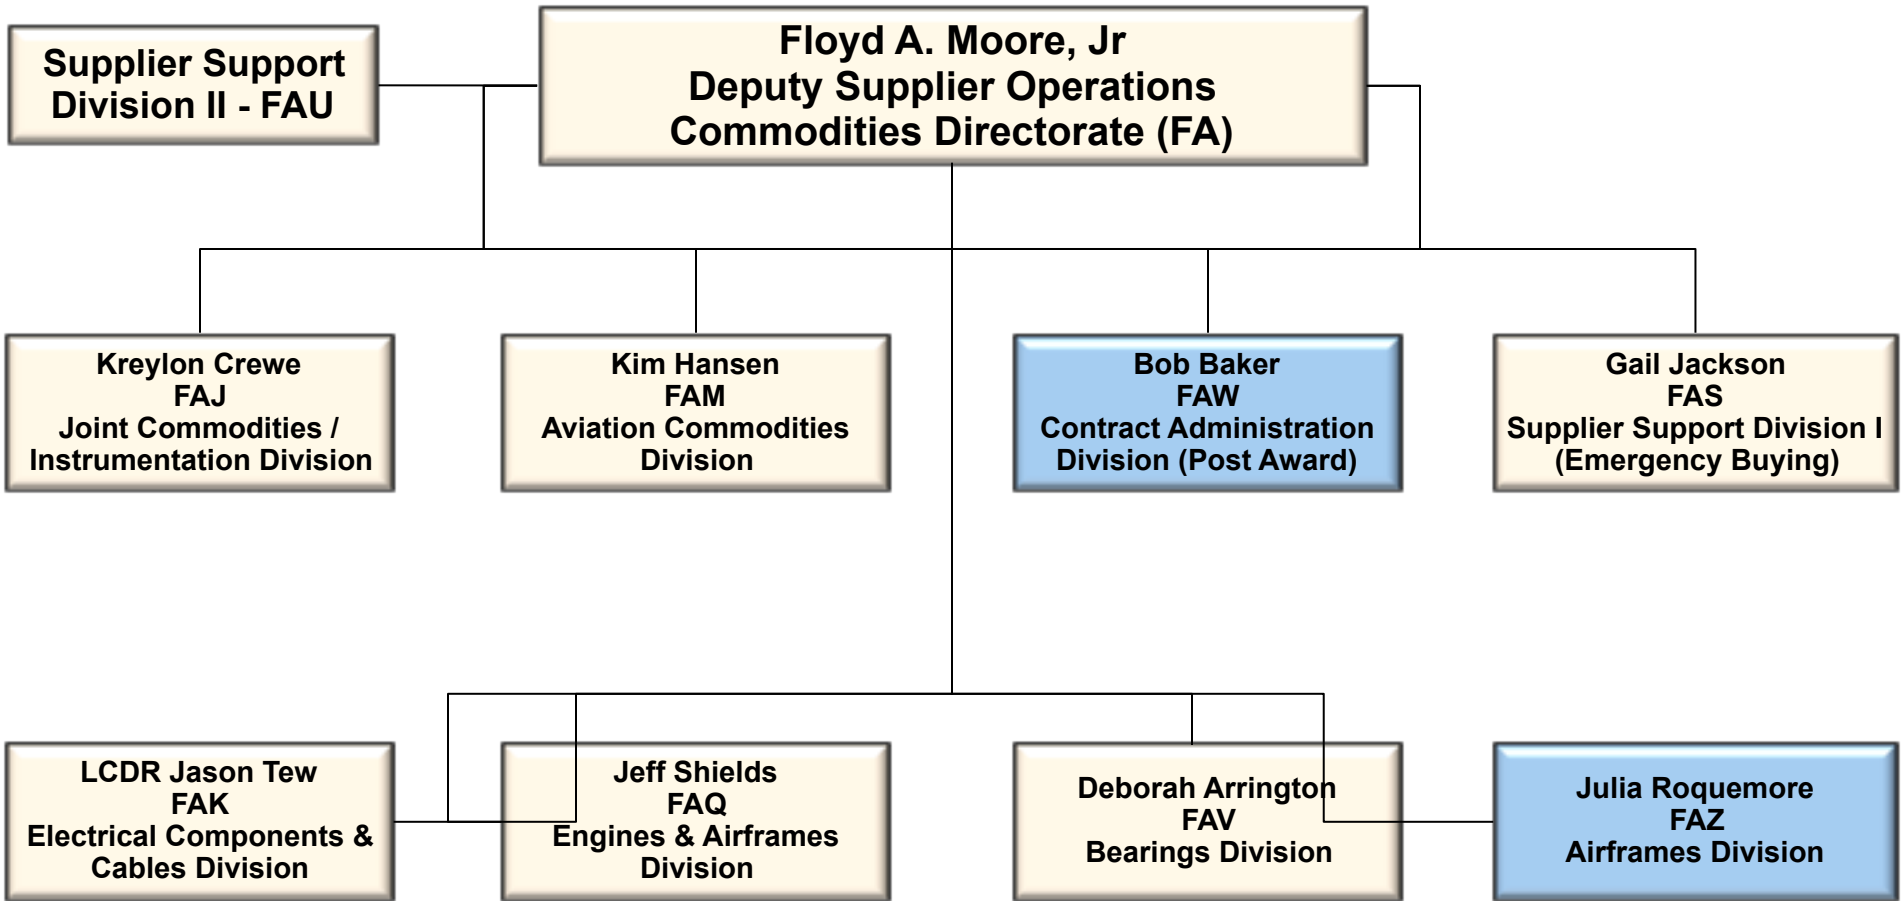 Supplier Support
Division II - FAU
Floyd A. Moore, Jr
Deputy Supplier Operations
Commodities Directorate (FA)
Kreylon Crewe
FAJ
Joint Commodities /
Instrumentation Division
Kim Hansen
FAM
Aviation Commodities
Division
Bob Baker
FAW
Contract Administration
Division (Post Award)
Gail Jackson
FAS
Supplier Support Division I
(Emergency Buying)
LCDR Jason Tew
FAK
Electrical Components &
Cables Division
Jeff Shields
FAQ
Engines & Airframes
Division
Deborah Arrington
FAV
Bearings Division
Julia Roquemore
FAZ
Airframes Division